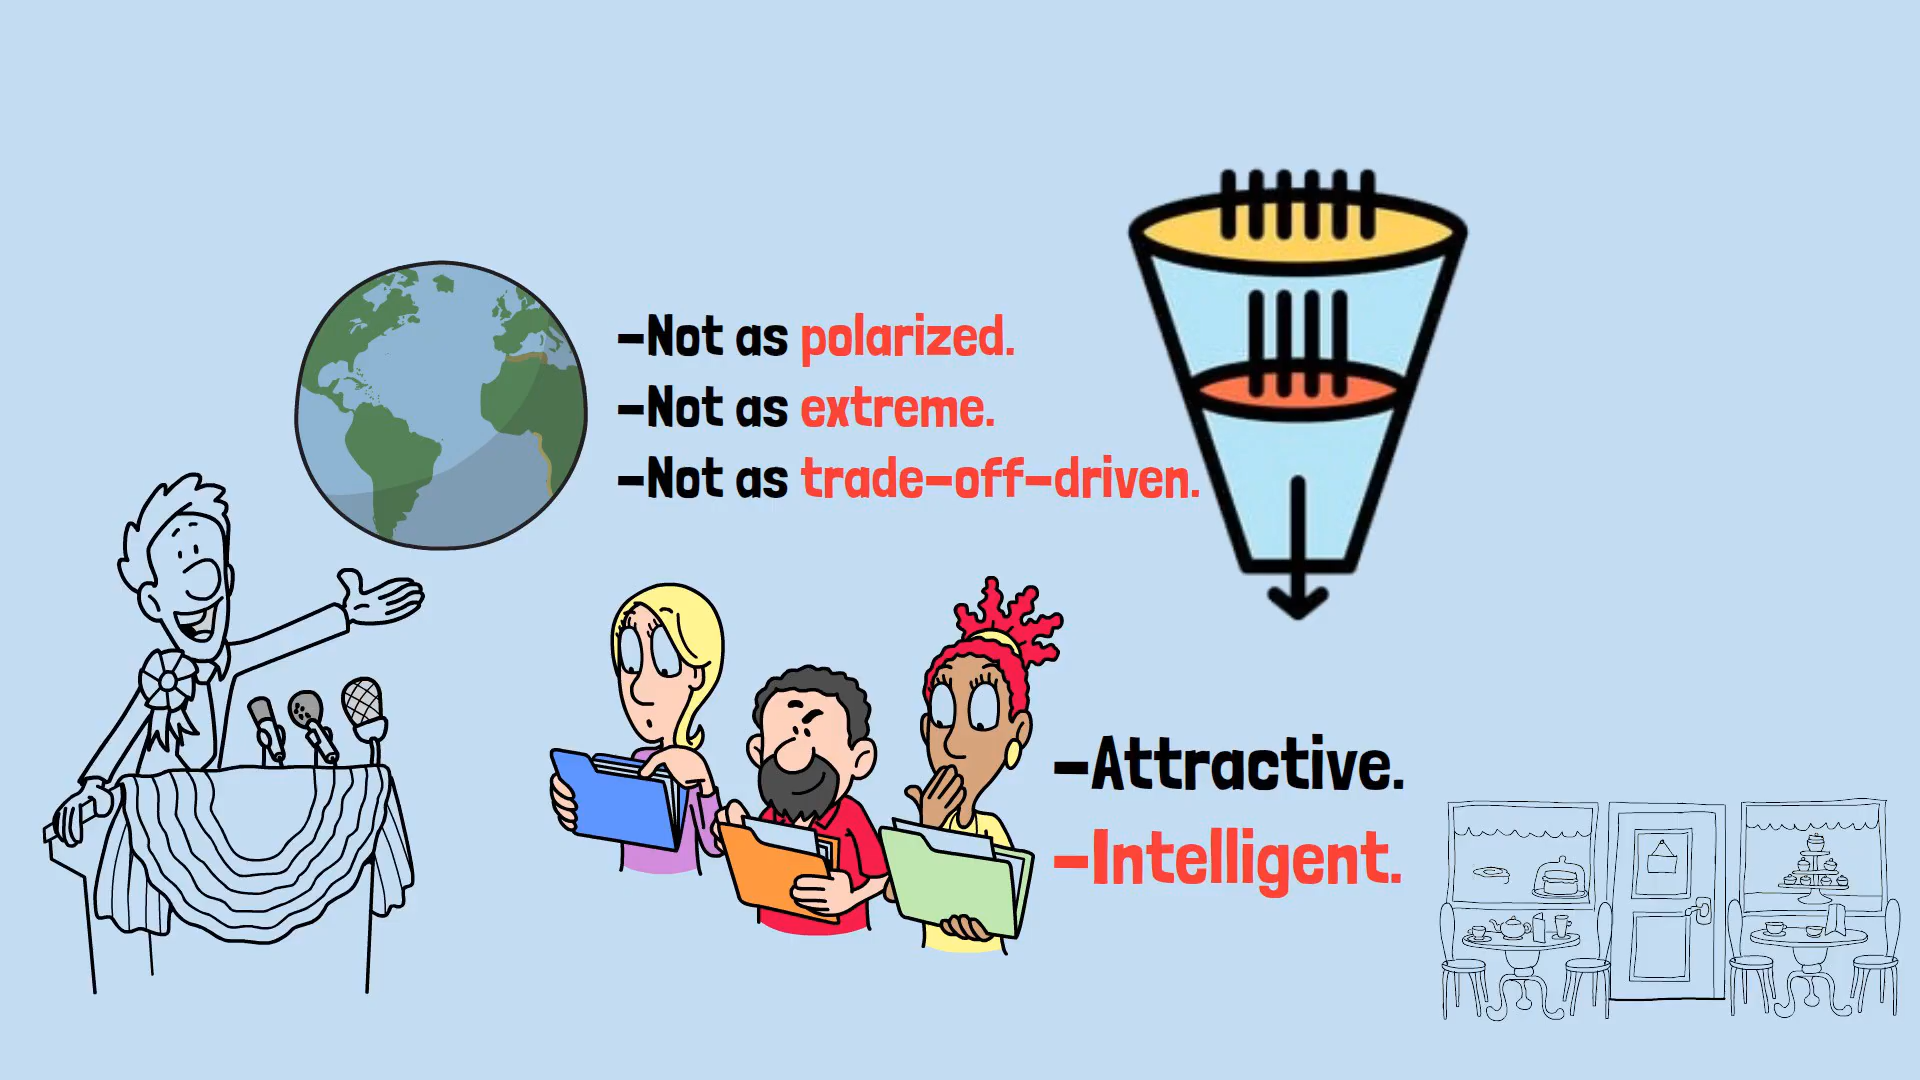 -Not as polarized.
-Not as extreme.
-Not as trade-off-driven.
-Attractive.
-Intelligent.